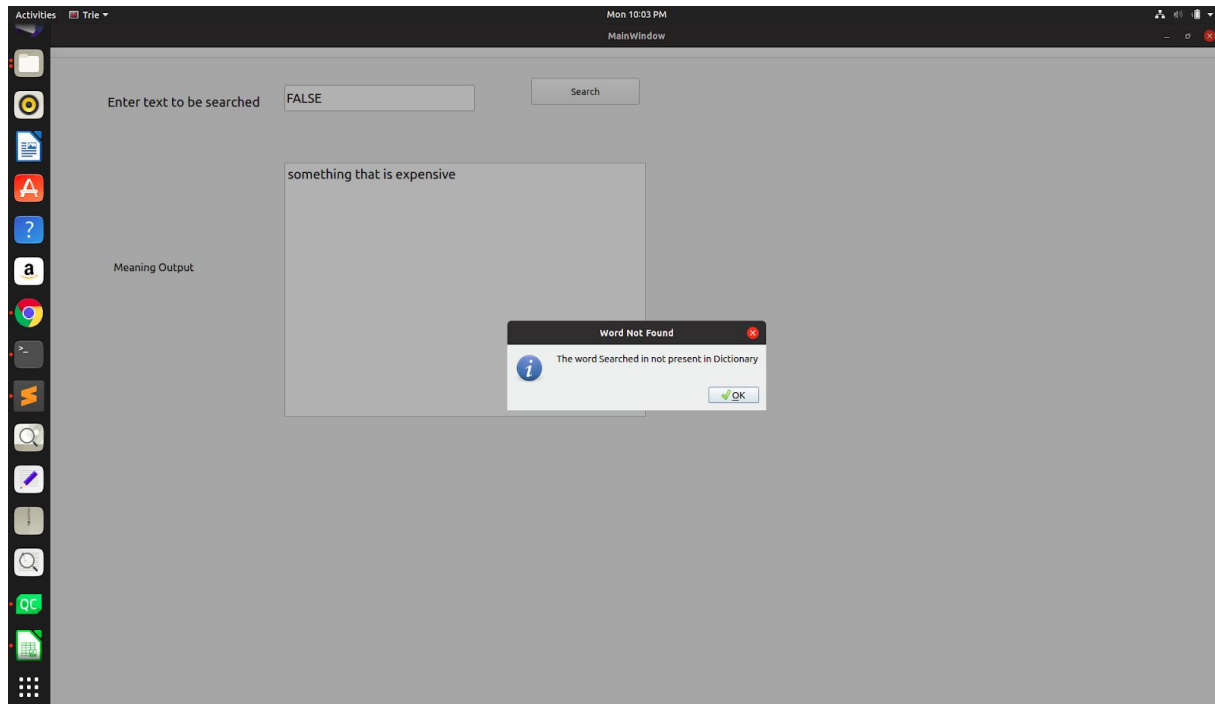 Activities Trie Mon 10:03 PM
MainWindow
Enter text to be searched FALSE Search
something that is expensive
Meaning Output
Word Not Found
The word Searched in not present in Dictionary
OK
QC